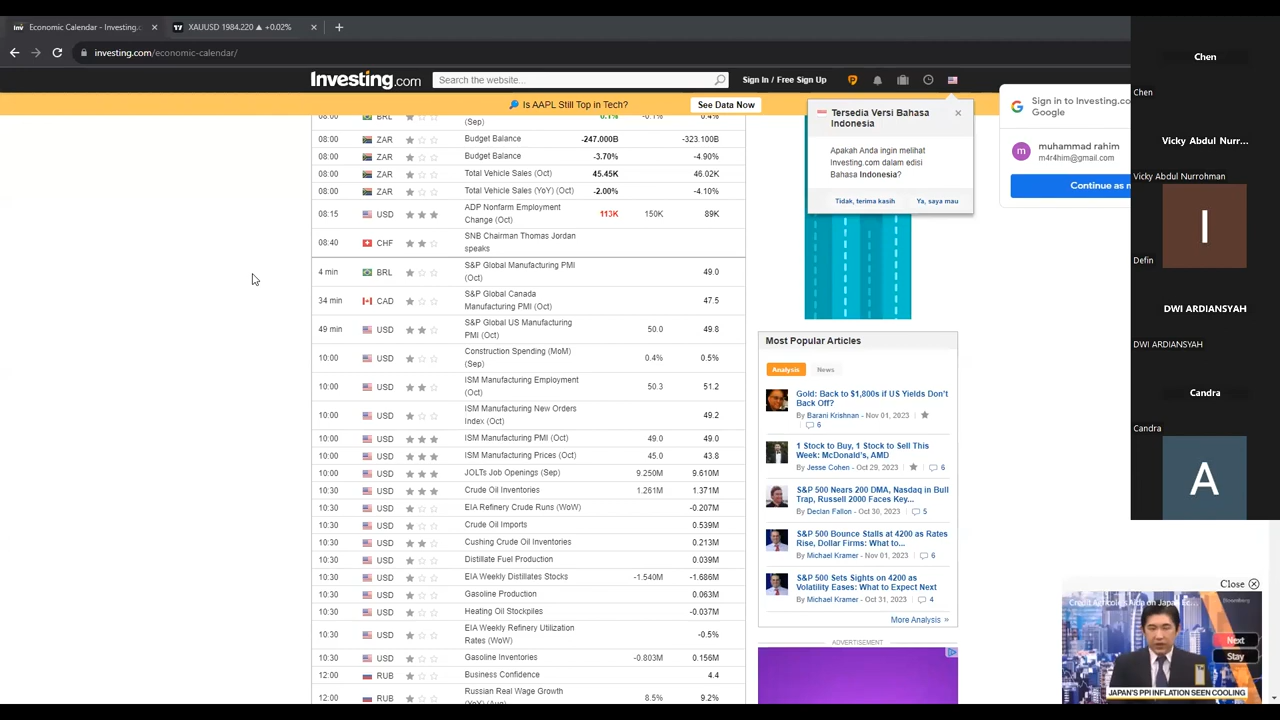 Economic Calendar - Investing.c
XAUUSD 1984.220 ▲ +0.02%
investing.com/economic-calendar/
Investing.com
Search the website...
Sign In / Free Sign Up
Is AAPL Still Top in Tech?
See Data Now
08:00 BRL (Sep) 0.1% -0.1% 0.4%
08:00 ZAR Budget Balance -247.000B -323.100B
08:00 ZAR Budget Balance -3.70% -4.90%
08:00 ZAR Total Vehicle Sales (Oct) 45.45K 46.02K
08:00 ZAR Total Vehicle Sales (YoY) (Oct) -2.00% -4.10%
08:15 USD ADP Nonfarm Employment Change (Oct) 113K 150K 89K
08:40 CHF SNB Chairman Thomas Jordan speaks
4 min BRL S&P Global Manufacturing PMI (Oct) 49.0
34 min CAD S&P Global Canada Manufacturing PMI (Oct) 47.5
49 min USD S&P Global US Manufacturing PMI (Oct) 50.0 49.8
10:00 USD Construction Spending (MoM) (Sep) 0.4% 0.5%
10:00 USD ISM Manufacturing Employment (Oct) 50.3 51.2
10:00 USD ISM Manufacturing New Orders Index (Oct) 49.2
10:00 USD ISM Manufacturing PMI (Oct) 49.0 49.0
10:00 USD ISM Manufacturing Prices (Oct) 45.0 43.8
10:00 USD JOLTs Job Openings (Sep) 9.250M 9.610M
10:30 USD Crude Oil Inventories 1.261M 1.371M
10:30 USD EIA Refinery Crude Runs (WoW) -0.207M
10:30 USD Crude Oil Imports 0.539M
10:30 USD Cushing Crude Oil Inventories 0.213M
10:30 USD Distillate Fuel Production 0.039M
10:30 USD EIA Weekly Distillates Stocks -1.540M -1.686M
10:30 USD Gasoline Production 0.063M
10:30 USD Heating Oil Stockpiles -0.037M
10:30 USD EIA Weekly Refinery Utilization Rates (WoW) -0.5%
10:30 USD Gasoline Inventories -0.803M 0.156M
12:00 RUB Business Confidence 4.4
12:00 RUB Russian Real Wage Growth (YoY) (Aug) 8.5% 9.2%
Tersedia Versi Bahasa
Indonesia
Apakah Anda ingin melihat
Investing.com dalam edisi
Bahasa Indonesia?
Tidak, terima kasih
Ya, saya mau
Sign in to Investing.co
Google
muhammad rahim
m4r4him@gmail.com
Continue as m
Most Popular Articles
Analysis
News
Gold: Back to $1,800s if US Yields Don't
Back Off?
By Barani Krishnan - Nov 01, 2023
6
1 Stock to Buy, 1 Stock to Sell This
Week: McDonald's, AMD
By Jesse Cohen - Oct 29, 2023 6
S&P 500 Nears 200 DMA, Nasdaq in Bull
Trap, Russell 2000 Faces Key...
By Declan Fallon - Oct 30, 2023 5
S&P 500 Bounce Stalls at 4200 as Rates
Rise, Dollar Firms: What to...
By Michael Kramer - Nov 01, 2023 6
S&P 500 Sets Sights on 4200 as
Volatility Eases: What to Expect Next
By Michael Kramer - Oct 31, 2023 4
More Analysis »
ADVERTISEMENT
Chen
Chen
Vicky Abdul Nurr...
Vicky Abdul Nurrohman
I
Defin
DWI ARDIANSYAH
DWI ARDIANSYAH
Candra
Candra
A
Close
Bloomberg
Next
Stay
JAPAN'S PPI INFLATION SEEN COOLING